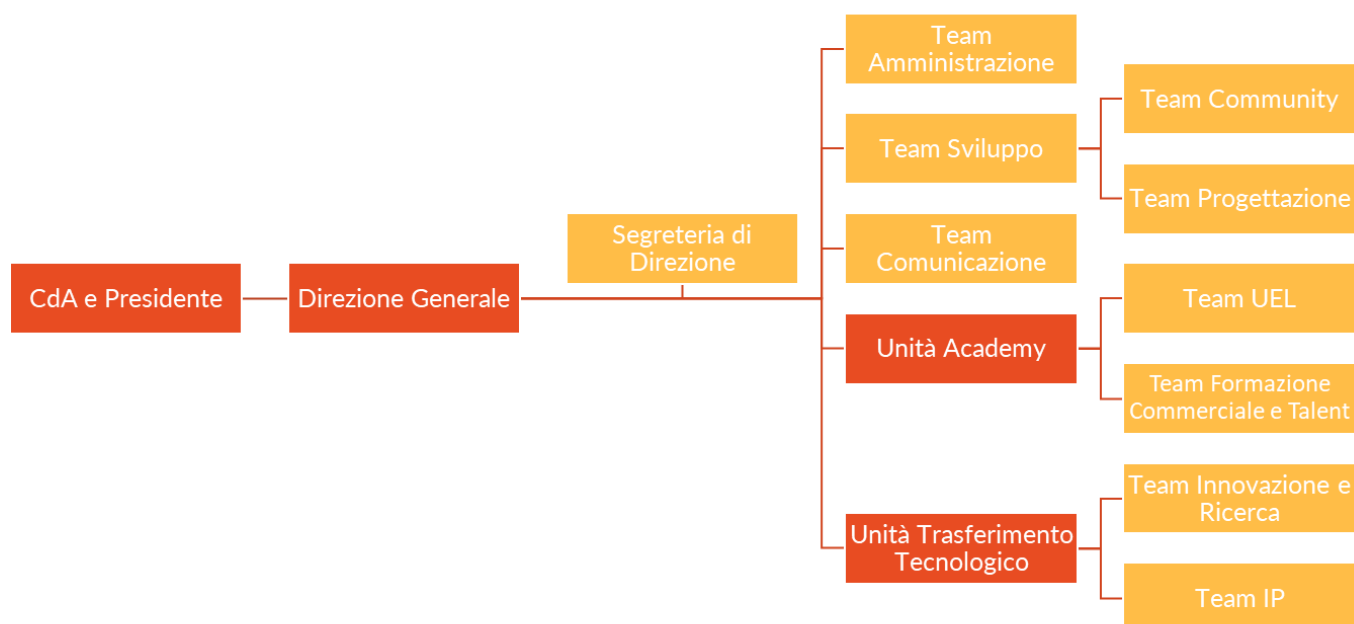 CdA e Presidente
Direzione Generale
Segreteria di
Direzione
Team
Amministrazione
Team Sviluppo
Team Community
Team Progettazione
Team
Comunicazione
Unità Academy
Team UEL
Team Formazione
Commerciale e Talent
Unità Trasferimento
Tecnologico
Team Innovazione e
Ricerca
Team IP